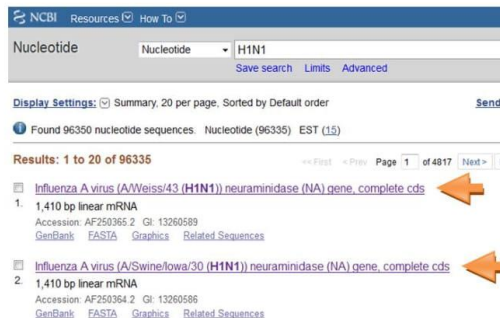 NCBI Resources How To
Nucleotide Nucleotide H1N1
Save search Limits Advanced
Display Settings: Summary, 20 per page, Sorted by Default order Send
Found 96350 nucleotide sequences. Nucleotide (96335) EST (15)
Results: 1 to 20 of 96335 << First < Prev Page 1 of 4817 Next >
Influenza A virus (A/Weiss/43 (H1N1)) neuraminidase (NA) gene, complete cds
1. 1,410 bp linear mRNA
Accession: AF250365.2 GI: 13260589
GenBank FASTA Graphics Related Sequences
Influenza A virus (A/Swine/Iowa/30 (H1N1)) neuraminidase (NA) gene, complete cds
2. 1,410 bp linear mRNA
Accession: AF250364.2 GI: 13260586
GenBank FASTA Graphics Related Sequences